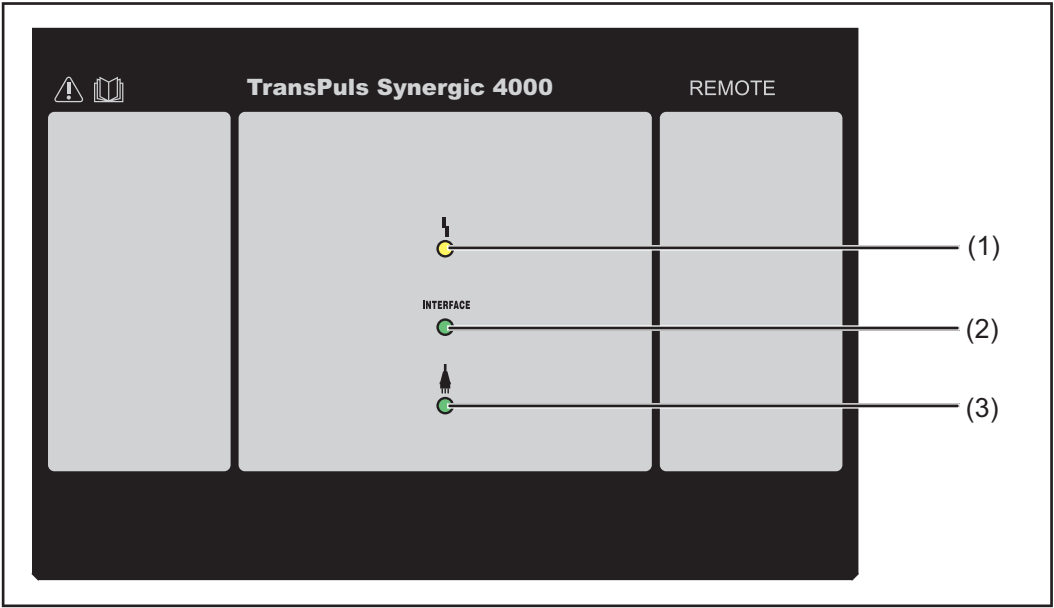 TransPuls Synergic 4000 REMOTE
(1)
INTERFACE
(2)
(3)